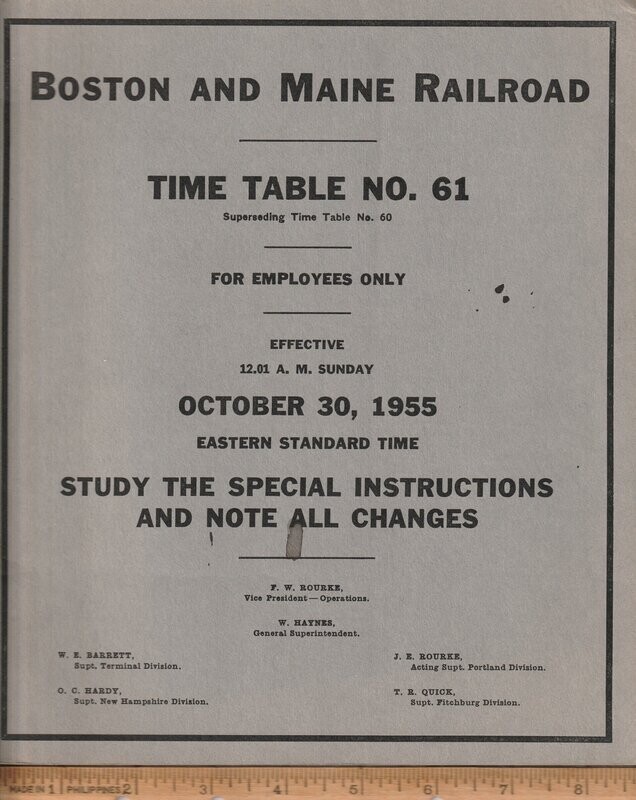 BOSTON AND MAINE RAILROAD
TIME TABLE NO. 61
Superseding Time Table No. 60
FOR EMPLOYEES ONLY
EFFECTIVE
12.01 A. M. SUNDAY
OCTOBER 30, 1955
EASTERN STANDARD TIME
STUDY THE SPECIAL INSTRUCTIONS
AND NOTE ALL CHANGES
F. W. ROURKE,
Vice President — Operations.
W. HAYNES,
General Superintendent.
W. E. BARRETT,
Supt. Terminal Division.
J. E. ROURKE,
Acting Supt. Portland Division.
O. C. HARDY,
Supt. New Hampshire Division.
T. R. QUICK,
Supt. Fitchburg Division.
MADE IN 1 PHILIPPINES 2 3 4 5 6 7 8